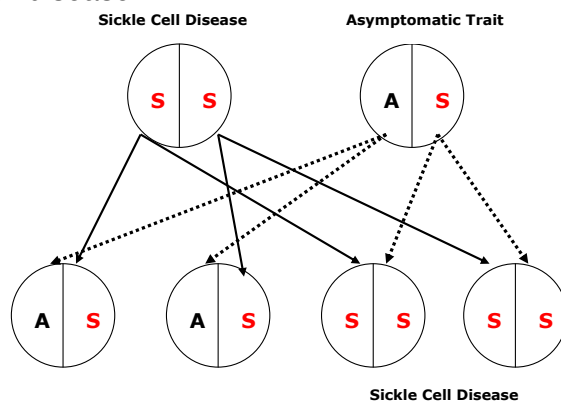 Sickle Cell Disease Asymptomatic Trait
S S A S
A S A S S S S S
Sickle Cell Disease